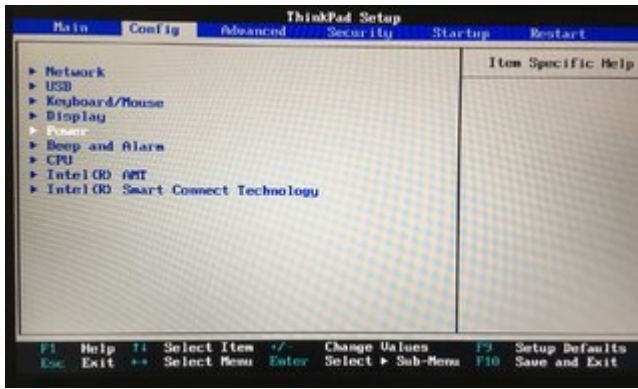 ThinkPad Setup
Main Config Advanced Security Startup Restart
Item Specific Help
► Network
► USB
► Keyboard/Mouse
► Display
► Power
► Beep and Alarm
► CPU
► Intel(R) AMT
► Intel(R) Smart Connect Technology
F1 Help ↑↓ Select Item +/- Change Values F9 Setup Defaults
Esc Exit ↔ Select Menu Enter Select ► Sub-Menu F10 Save and Exit